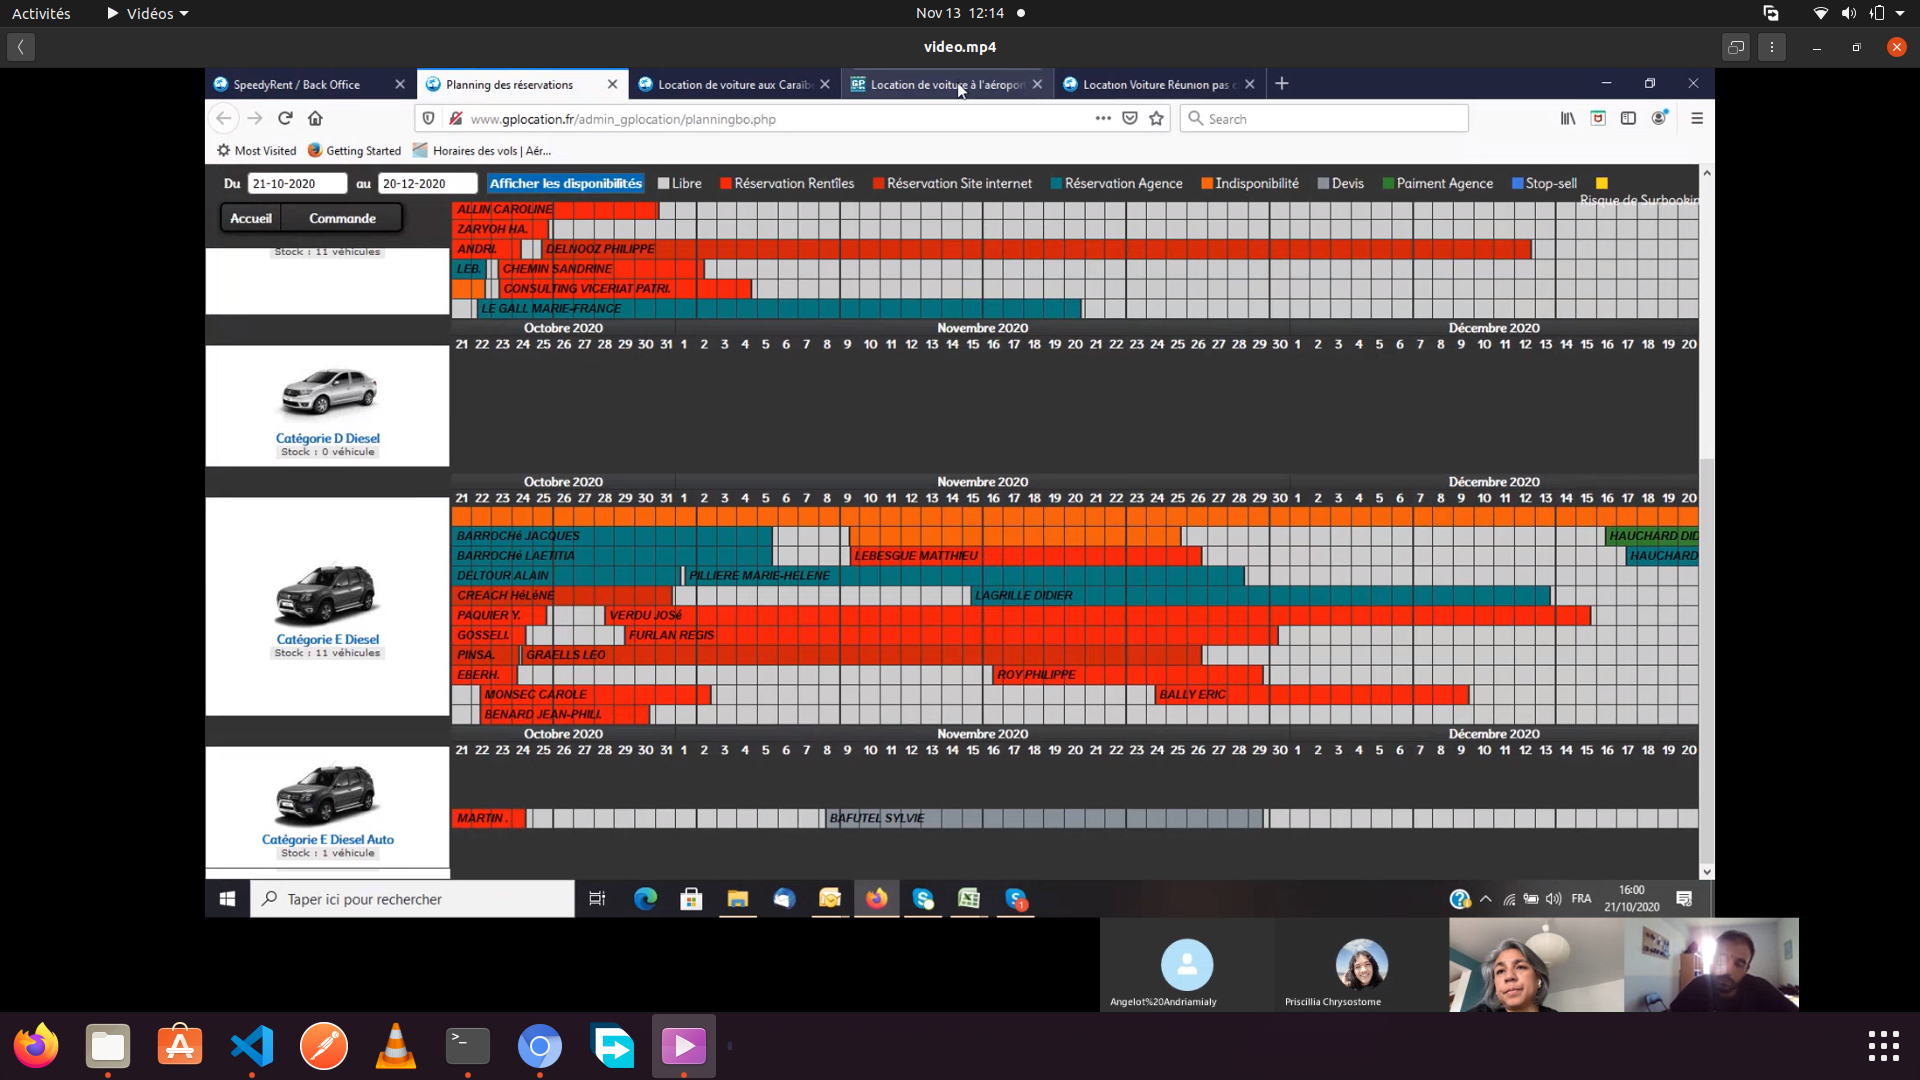 Activités
Vidéos
Nov 13 12:14
video.mp4
SpeedyRent / Back Office
Planning des réservations
Location de voiture aux Caraïb
Location de voiture à l'aéropor
Location Voiture Réunion pas c
www.gplocation.fr/admin_gplocation/planningbo.php
Search
Most Visited
Getting Started
Horaires des vols | Aér...
Du 21-10-2020 au 20-12-2020 Afficher les disponibilités
Libre Réservation Rentîles Réservation Site internet Réservation Agence Indisponibilité Devis Paiment Agence Stop-sell
Risque de Surbookin
Accueil Commande
ALLIN CAROLINE
ZARYOH HA.
ANDRI. DELNOOZ PHILIPPE
Stock : 11 véhicules
LEB. CHEMIN SANDRINE
CONSULTING VICERIAT PATRI.
LE GALL MARIE-FRANCE
Octobre 2020 Novembre 2020 Décembre 2020
21 22 23 24 25 26 27 28 29 30 31 1 2 3 4 5 6 7 8 9 10 11 12 13 14 15 16 17 18 19 20 21 22 23 24 25 26 27 28 29 30 1 2 3 4 5 6 7 8 9 10 11 12 13 14 15 16 17 18 19 20
Catégorie D Diesel
Stock : 0 véhicule
Octobre 2020 Novembre 2020 Décembre 2020
21 22 23 24 25 26 27 28 29 30 31 1 2 3 4 5 6 7 8 9 10 11 12 13 14 15 16 17 18 19 20 21 22 23 24 25 26 27 28 29 30 1 2 3 4 5 6 7 8 9 10 11 12 13 14 15 16 17 18 19 20
BARROCHé JACQUES HAUCHARD DID
BARROCHé LAETITIA LEBESGUE MATTHIEU HAUCHARD
DELTOUR ALAIN PILLIERE MARIE-HELENE
CREACH HéLèNE LAGRILLE DIDIER
PAQUIER Y. VERDU JOSé
GOSSELI. FURLAN REGIS
PINSA. GRAELLS LEO
EBERH. ROY PHILIPPE
MONSEC CAROLE BALLY ERIC
BENARD JEAN-PHILI.
Catégorie E Diesel
Stock : 11 véhicules
Octobre 2020 Novembre 2020 Décembre 2020
21 22 23 24 25 26 27 28 29 30 31 1 2 3 4 5 6 7 8 9 10 11 12 13 14 15 16 17 18 19 20 21 22 23 24 25 26 27 28 29 30 1 2 3 4 5 6 7 8 9 10 11 12 13 14 15 16 17 18 19 20
MARTIN . BAFUTEL SYLVIE
Catégorie E Diesel Auto
Stock : 1 véhicule
Taper ici pour rechercher
FRA
16:00
21/10/2020
Angelot%20Andriamialy
Priscillia Chrysostome